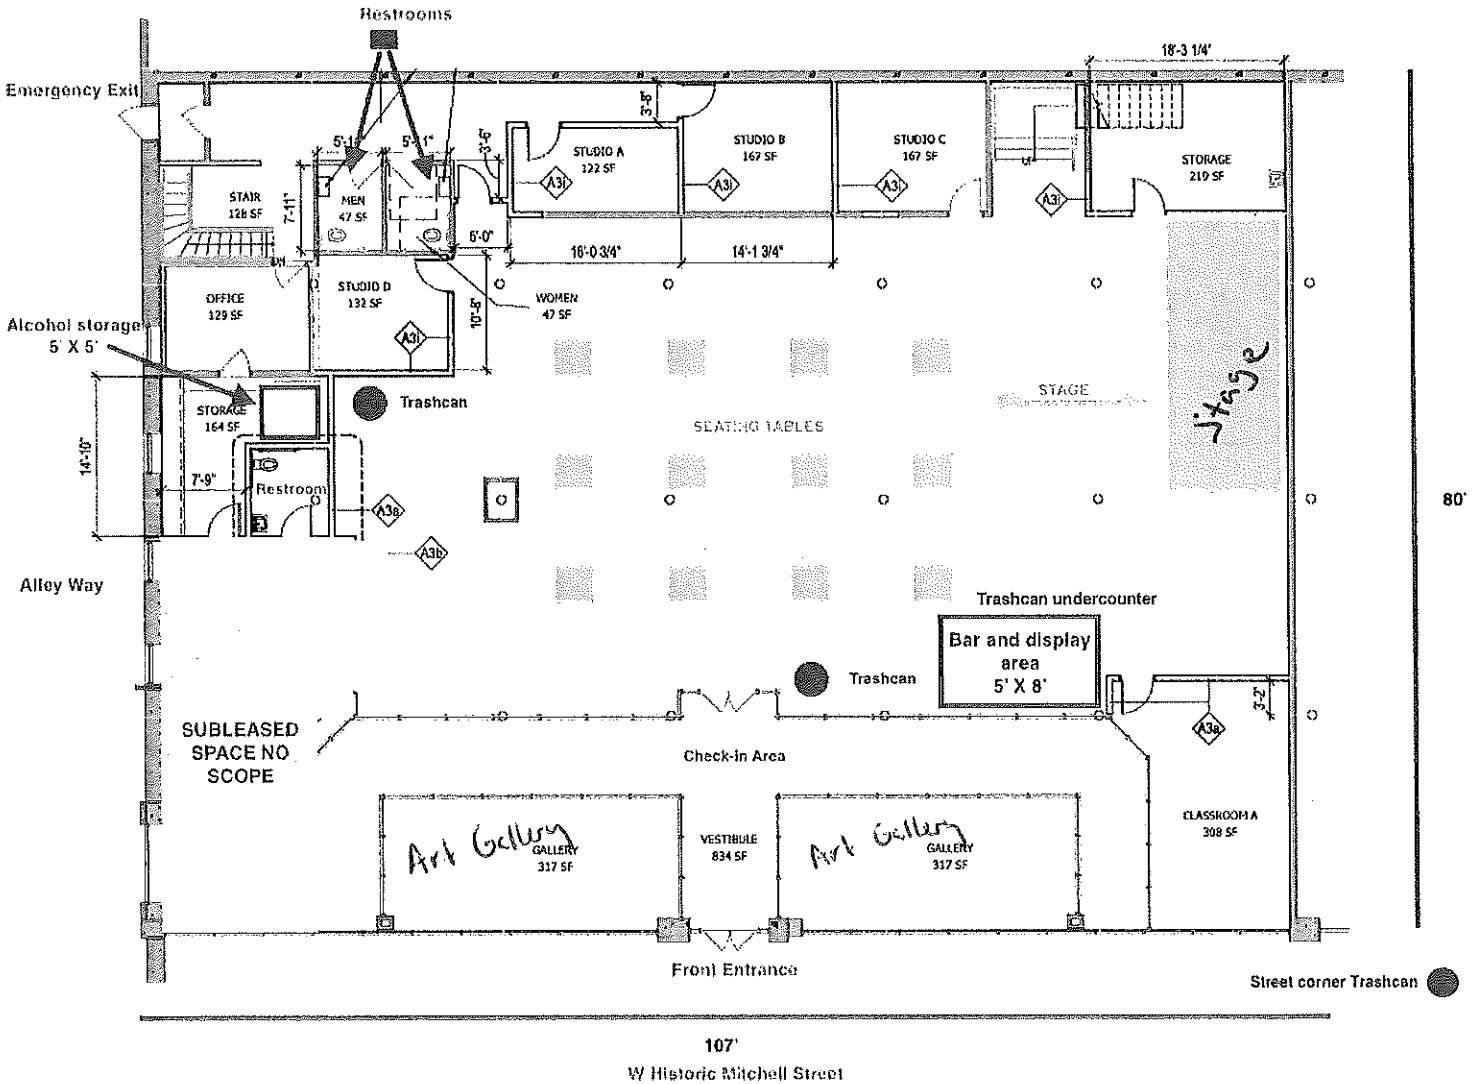 Restrooms
18'-3 1/4"
Emergency Exit
3'-8"
5'-1
5'-1"
3'-6"
STUDIO A
122 SF
STUDIO B
167 SF
STUDIO C
167 SF
STORAGE
219 SF
A3i
A3i
A3i
A3i
STAIR
128 SF
7'-11"
MEN
47 SF
6'-0"
16'-0 3/4"
14'-1 3/4"
OFFICE
129 SF
STUDIO D
132 SF
WOMEN
47 SF
10'-8"
A3i
Alcohol storage
5' X 5'
Stage
STAGE
Trashcan
STORAGE
164 SF
SEATING TABLES
14'-10"
7'-9"
Restroom
A3a
80'
A3b
Alley Way
Trashcan undercounter
Bar and display
area
5' X 8'
Trashcan
3'-2"
SUBLEASED
SPACE NO
SCOPE
A3a
Check-in Area
CLASSROOM A
308 SF
Art Gallery
GALLERY
317 SF
VESTIBULE
834 SF
Art Gallery
GALLERY
317 SF
Front Entrance
Street corner Trashcan
107'
W Historic Mitchell Street